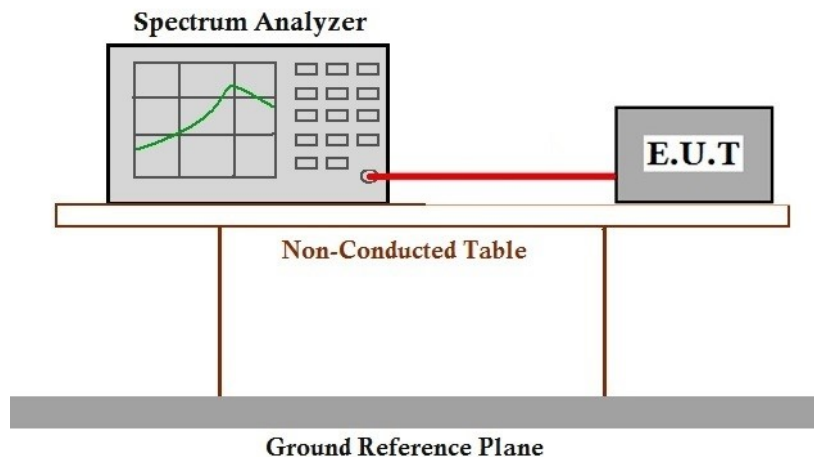 Spectrum Analyzer
E.U.T
Non-Conducted Table
Ground Reference Plane